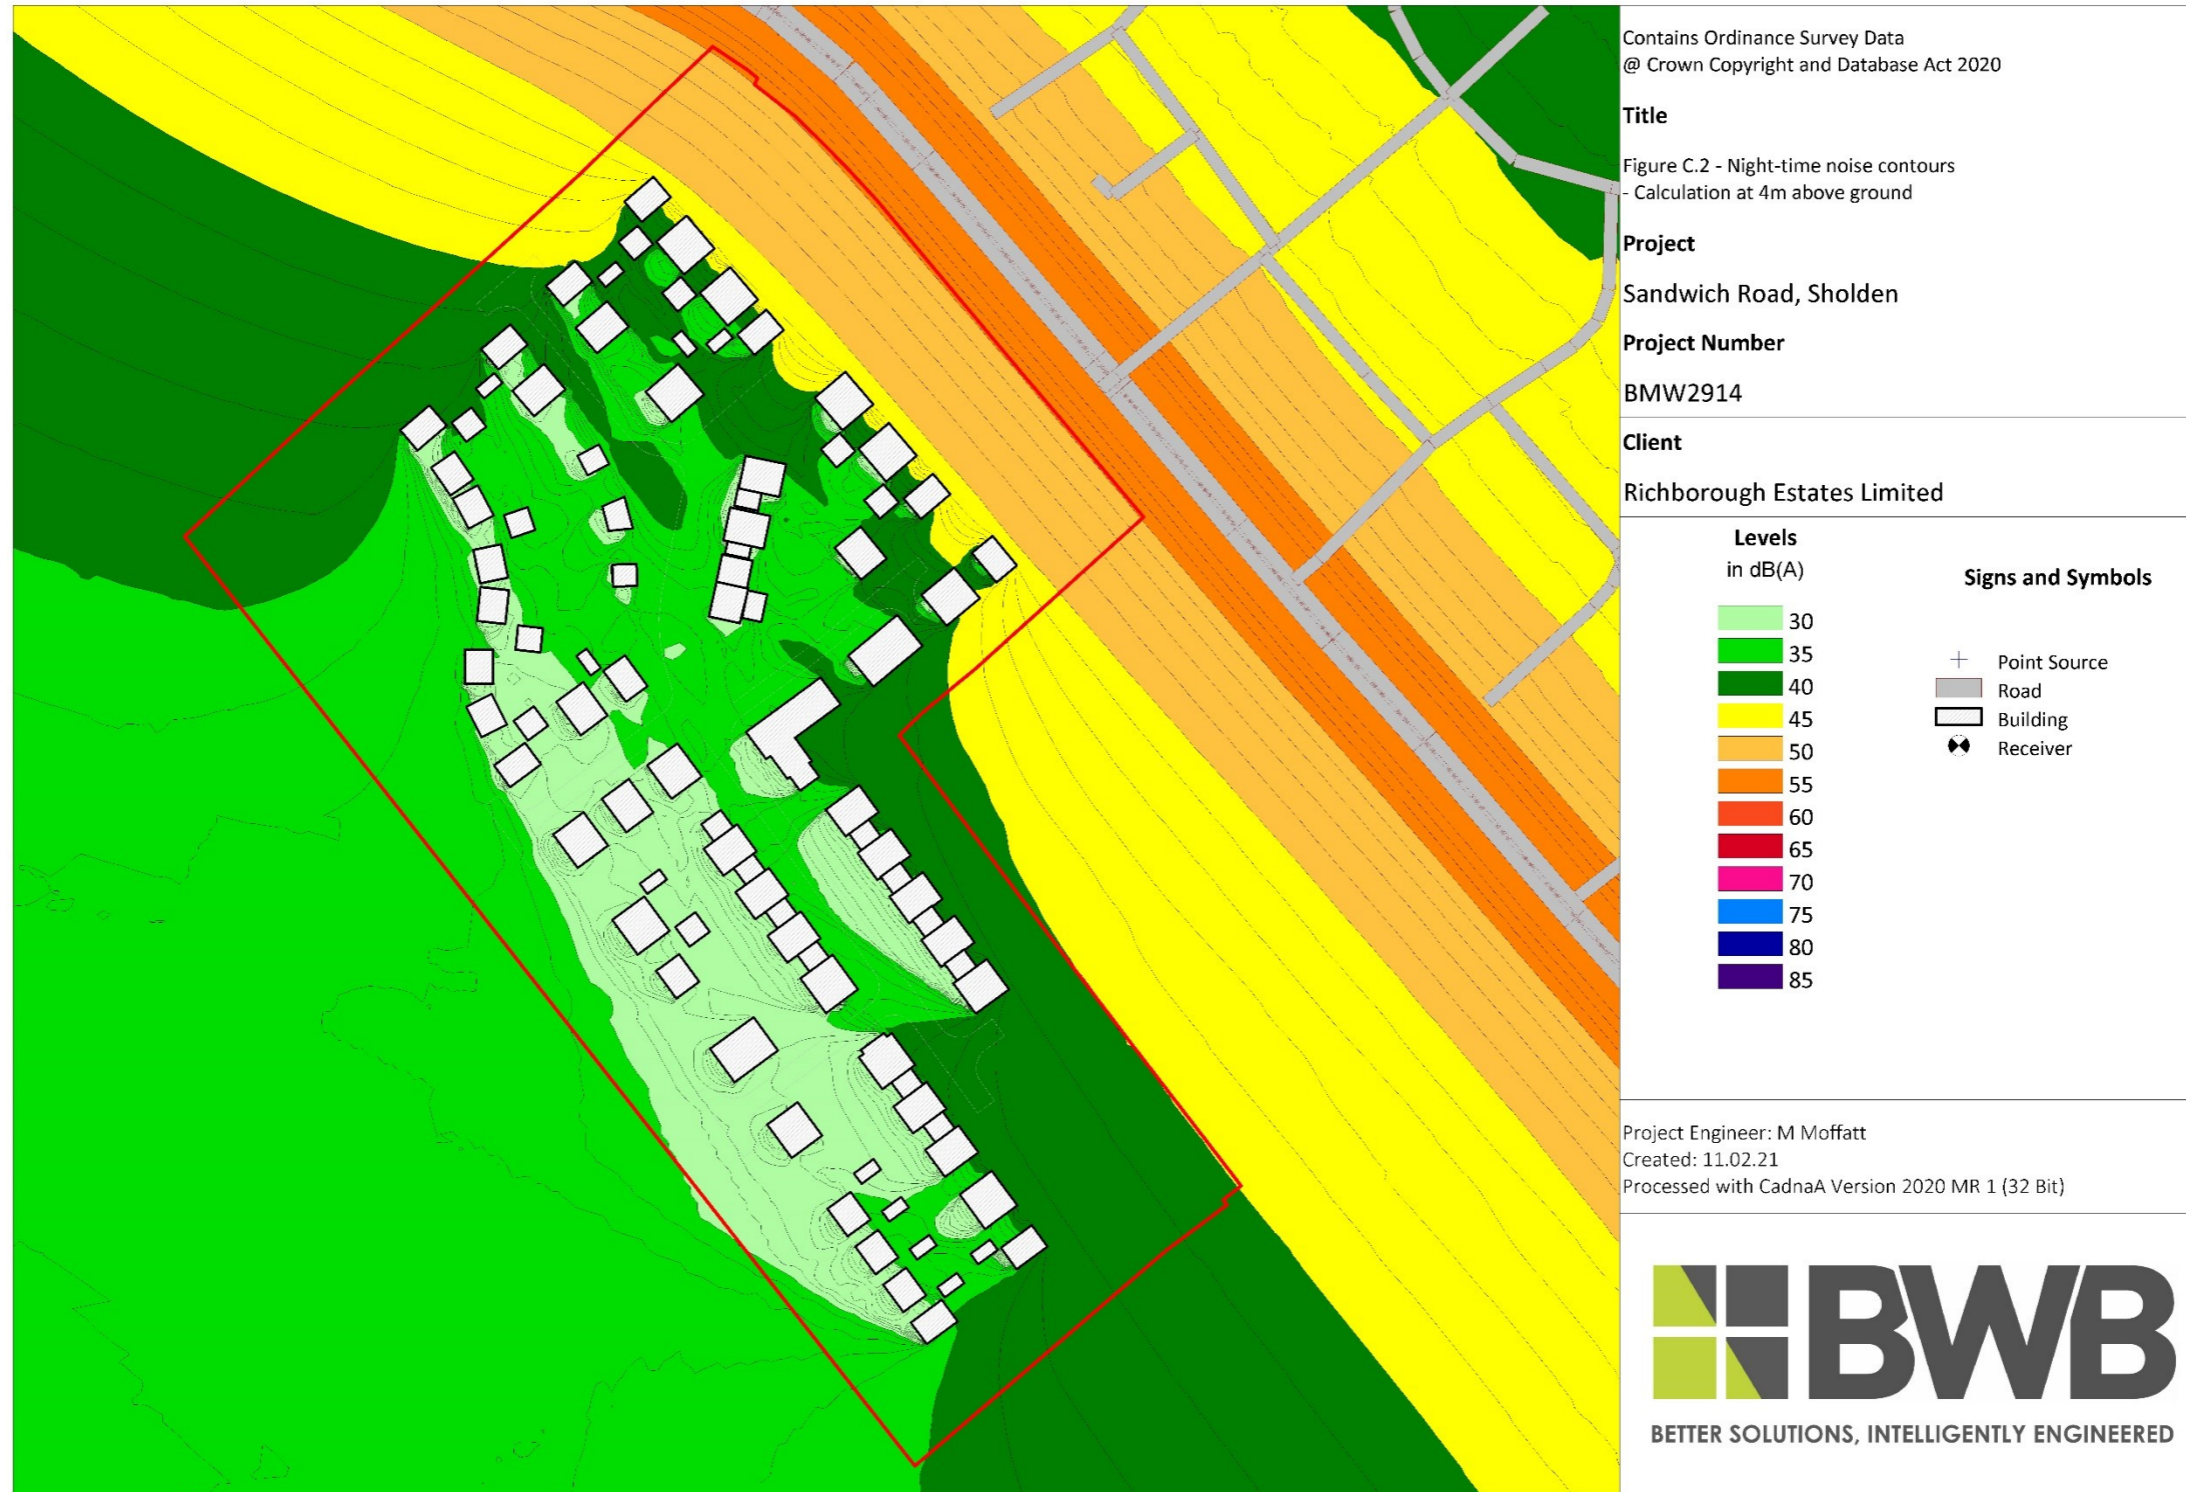 Contains Ordinance Survey Data
@ Crown Copyright and Database Act 2020
Title
Figure C.2 - Night-time noise contours
- Calculation at 4m above ground
Project
Sandwich Road, Sholden
Project Number
BMW2914
Client
Richborough Estates Limited
Levels
in dB(A)
30
35
40
45
50
55
60
65
70
75
80
85
Signs and Symbols
Point Source
Road
Building
Receiver
Project Engineer: M Moffatt
Created: 11.02.21
Processed with CadnaA Version 2020 MR 1 (32 Bit)
BWB
BETTER SOLUTIONS, INTELLIGENTLY ENGINEERED